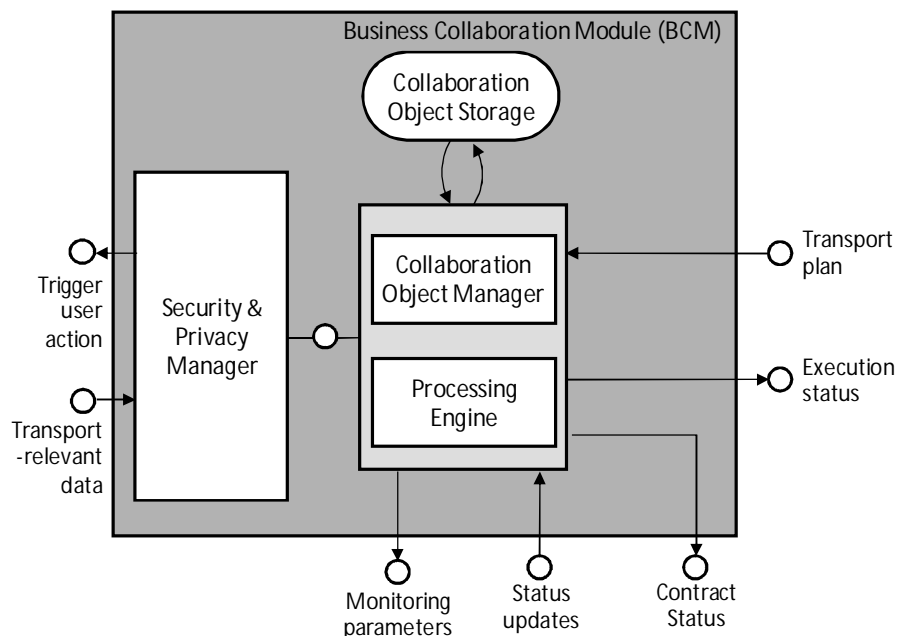 Business Collaboration Module (BCM)
Collaboration
Object Storage
Trigger
user
action
Transport
-relevant
data
Security &
Privacy
Manager
Collaboration
Object Manager
Processing
Engine
Transport
plan
Execution
status
Monitoring
parameters
Status
updates
Contract
Status